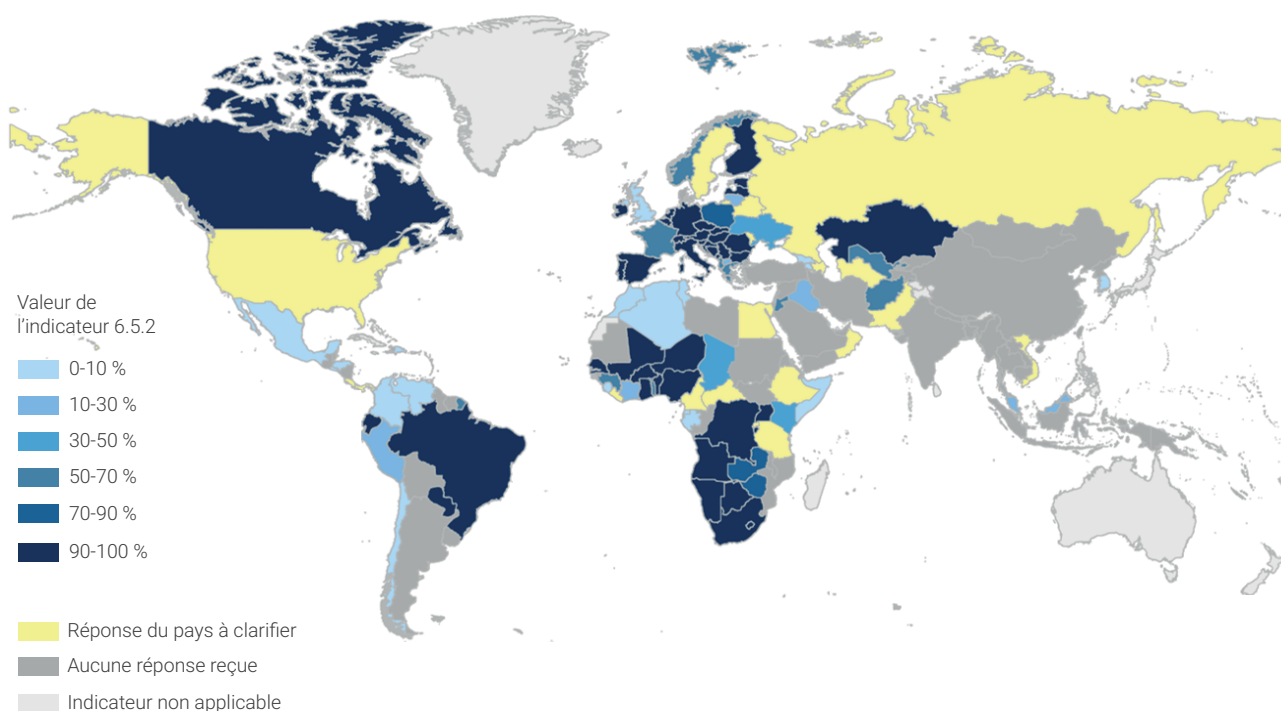 Valeur de
l’indicateur 6.5.2
0-10 %
10-30 %
30-50 %
50-70 %
70-90 %
90-100 %
Réponse du pays à clarifier
Aucune réponse reçue
Indicateur non applicable